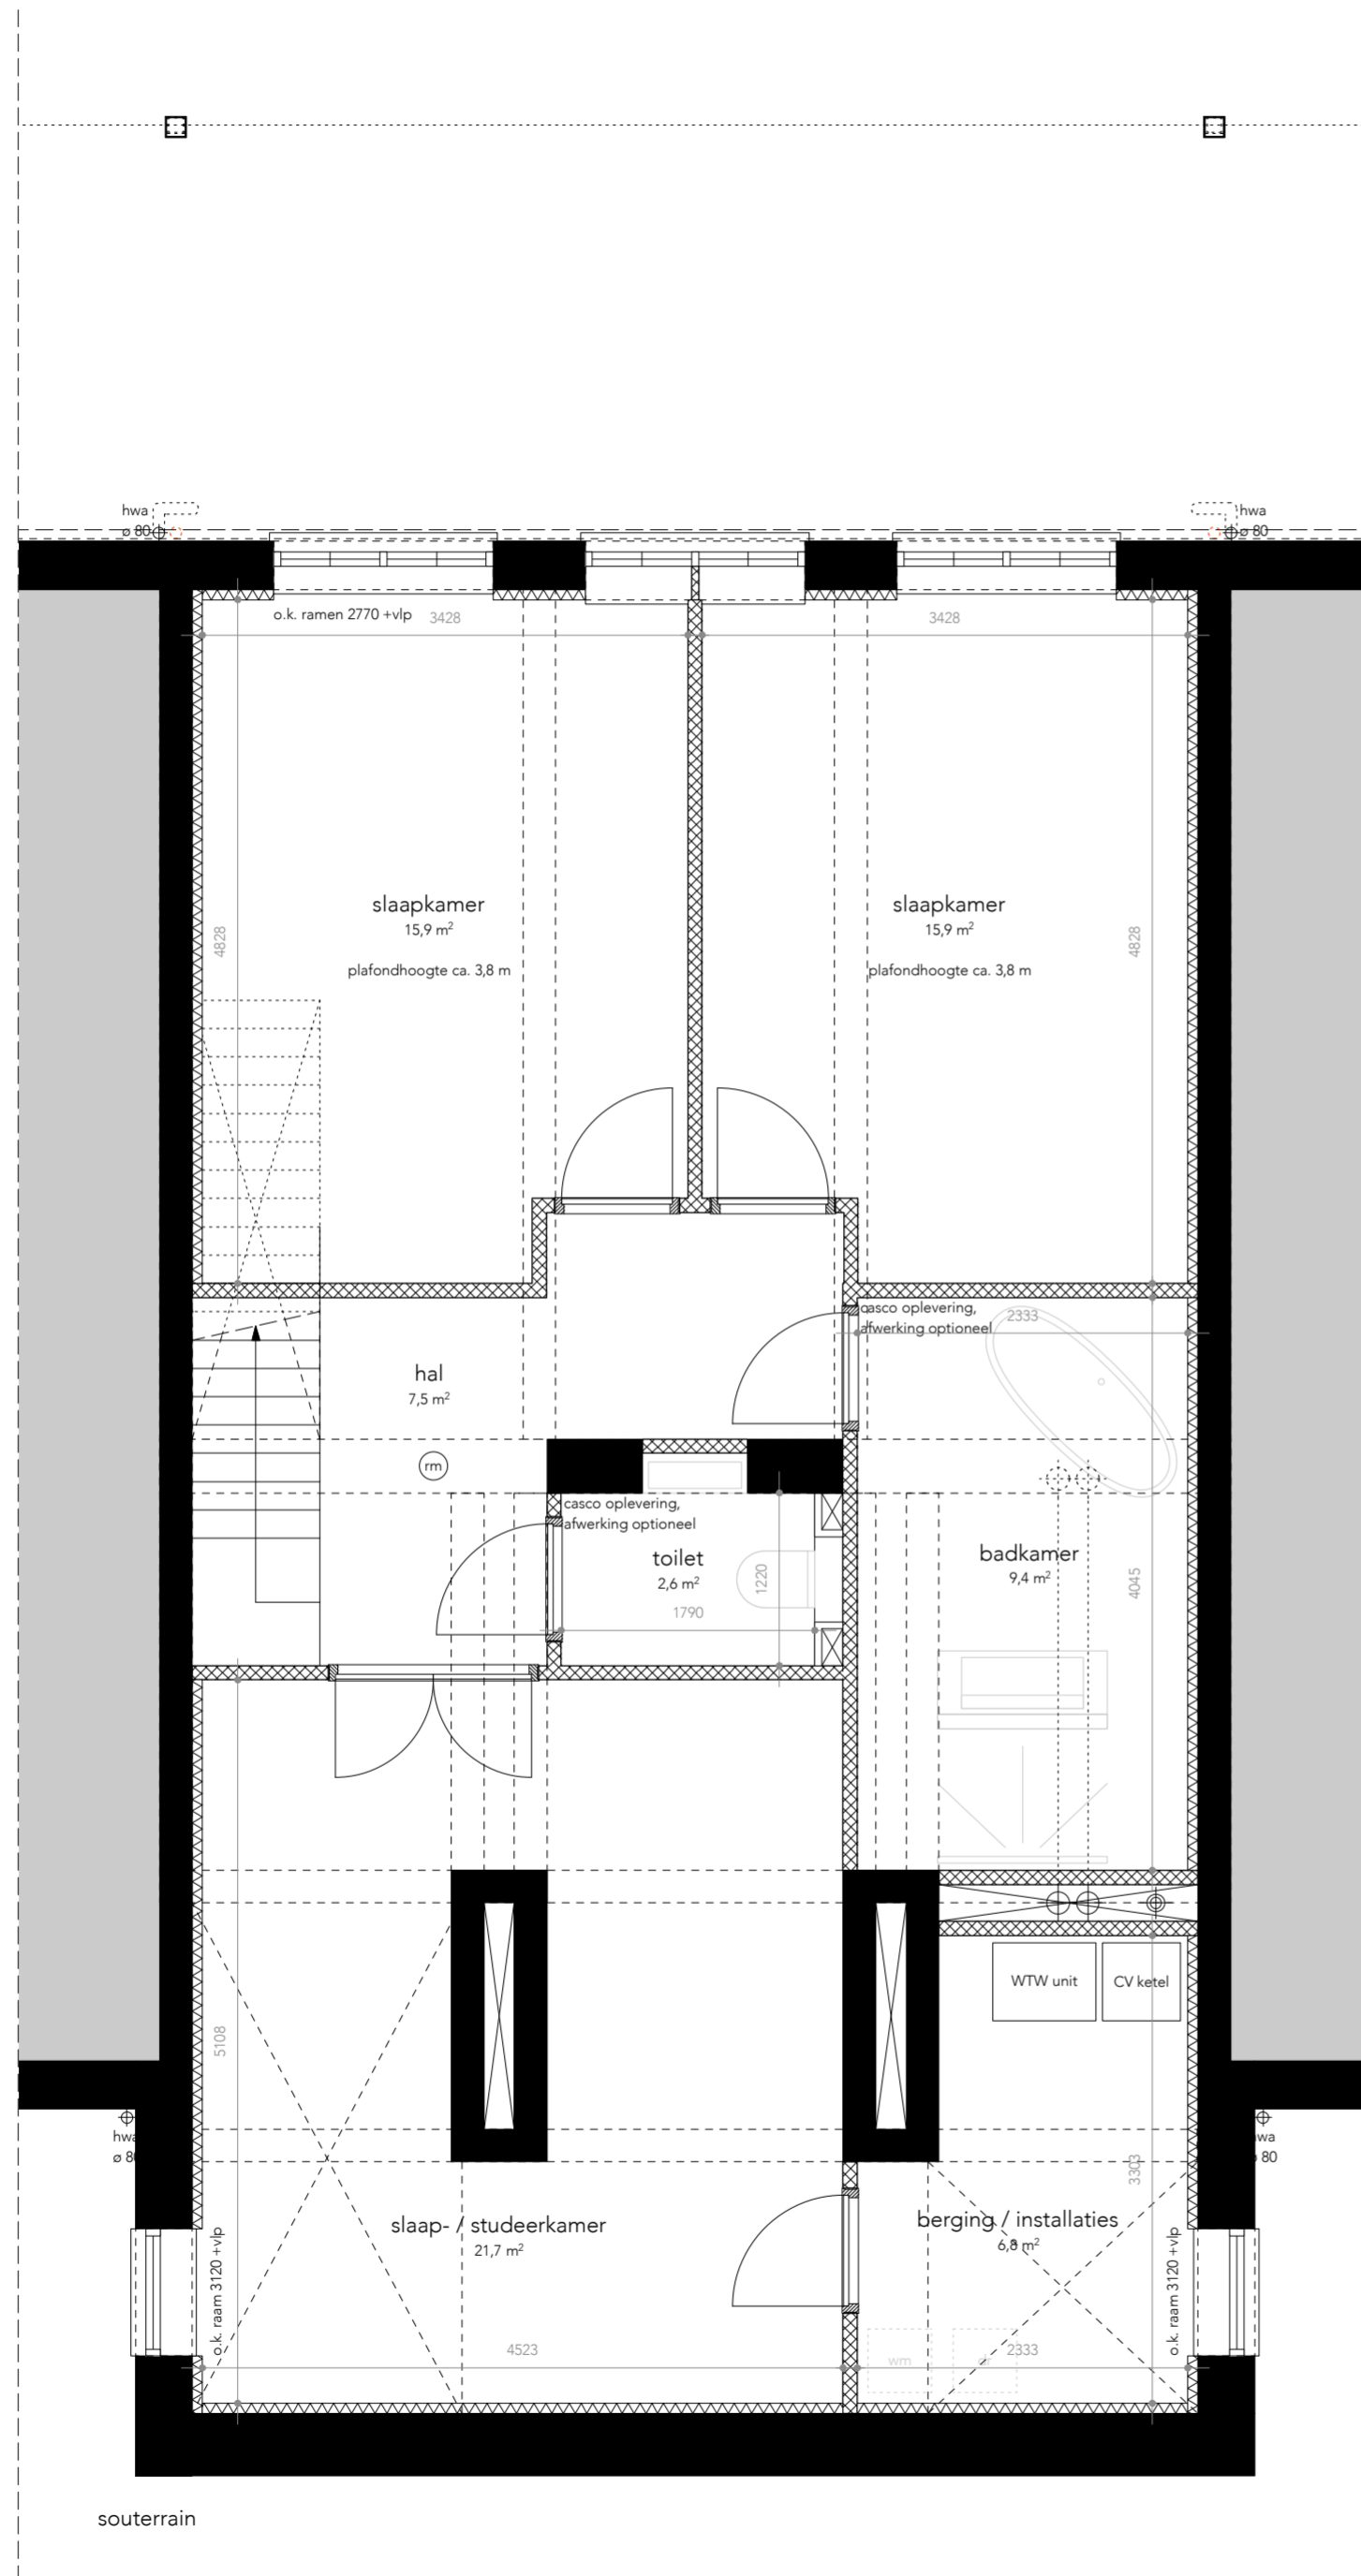 hwa
ø 80
hwa
ø 80
o.k. ramen 2770 +vlp
3428
3428
slaapkamer
15,9 m²
plafondhoogte ca. 3,8 m
4828
slaapkamer
15,9 m²
plafondhoogte ca. 3,8 m
4828
casco oplevering,
afwerking optioneel
2333
hal
7,5 m²
rm
casco oplevering,
afwerking optioneel
toilet
2,6 m²
1220
1790
badkamer
9,4 m²
4045
WTW unit
CV ketel
5108
hwa
ø 80
hwa
ø 80
3303
slaap- / studeerkamer
21,7 m²
berging / installaties
6,8 m²
o.k. raam 3120 +vlp
o.k. raam 3120 +vlp
4523
wm
dr
2333
souterrain